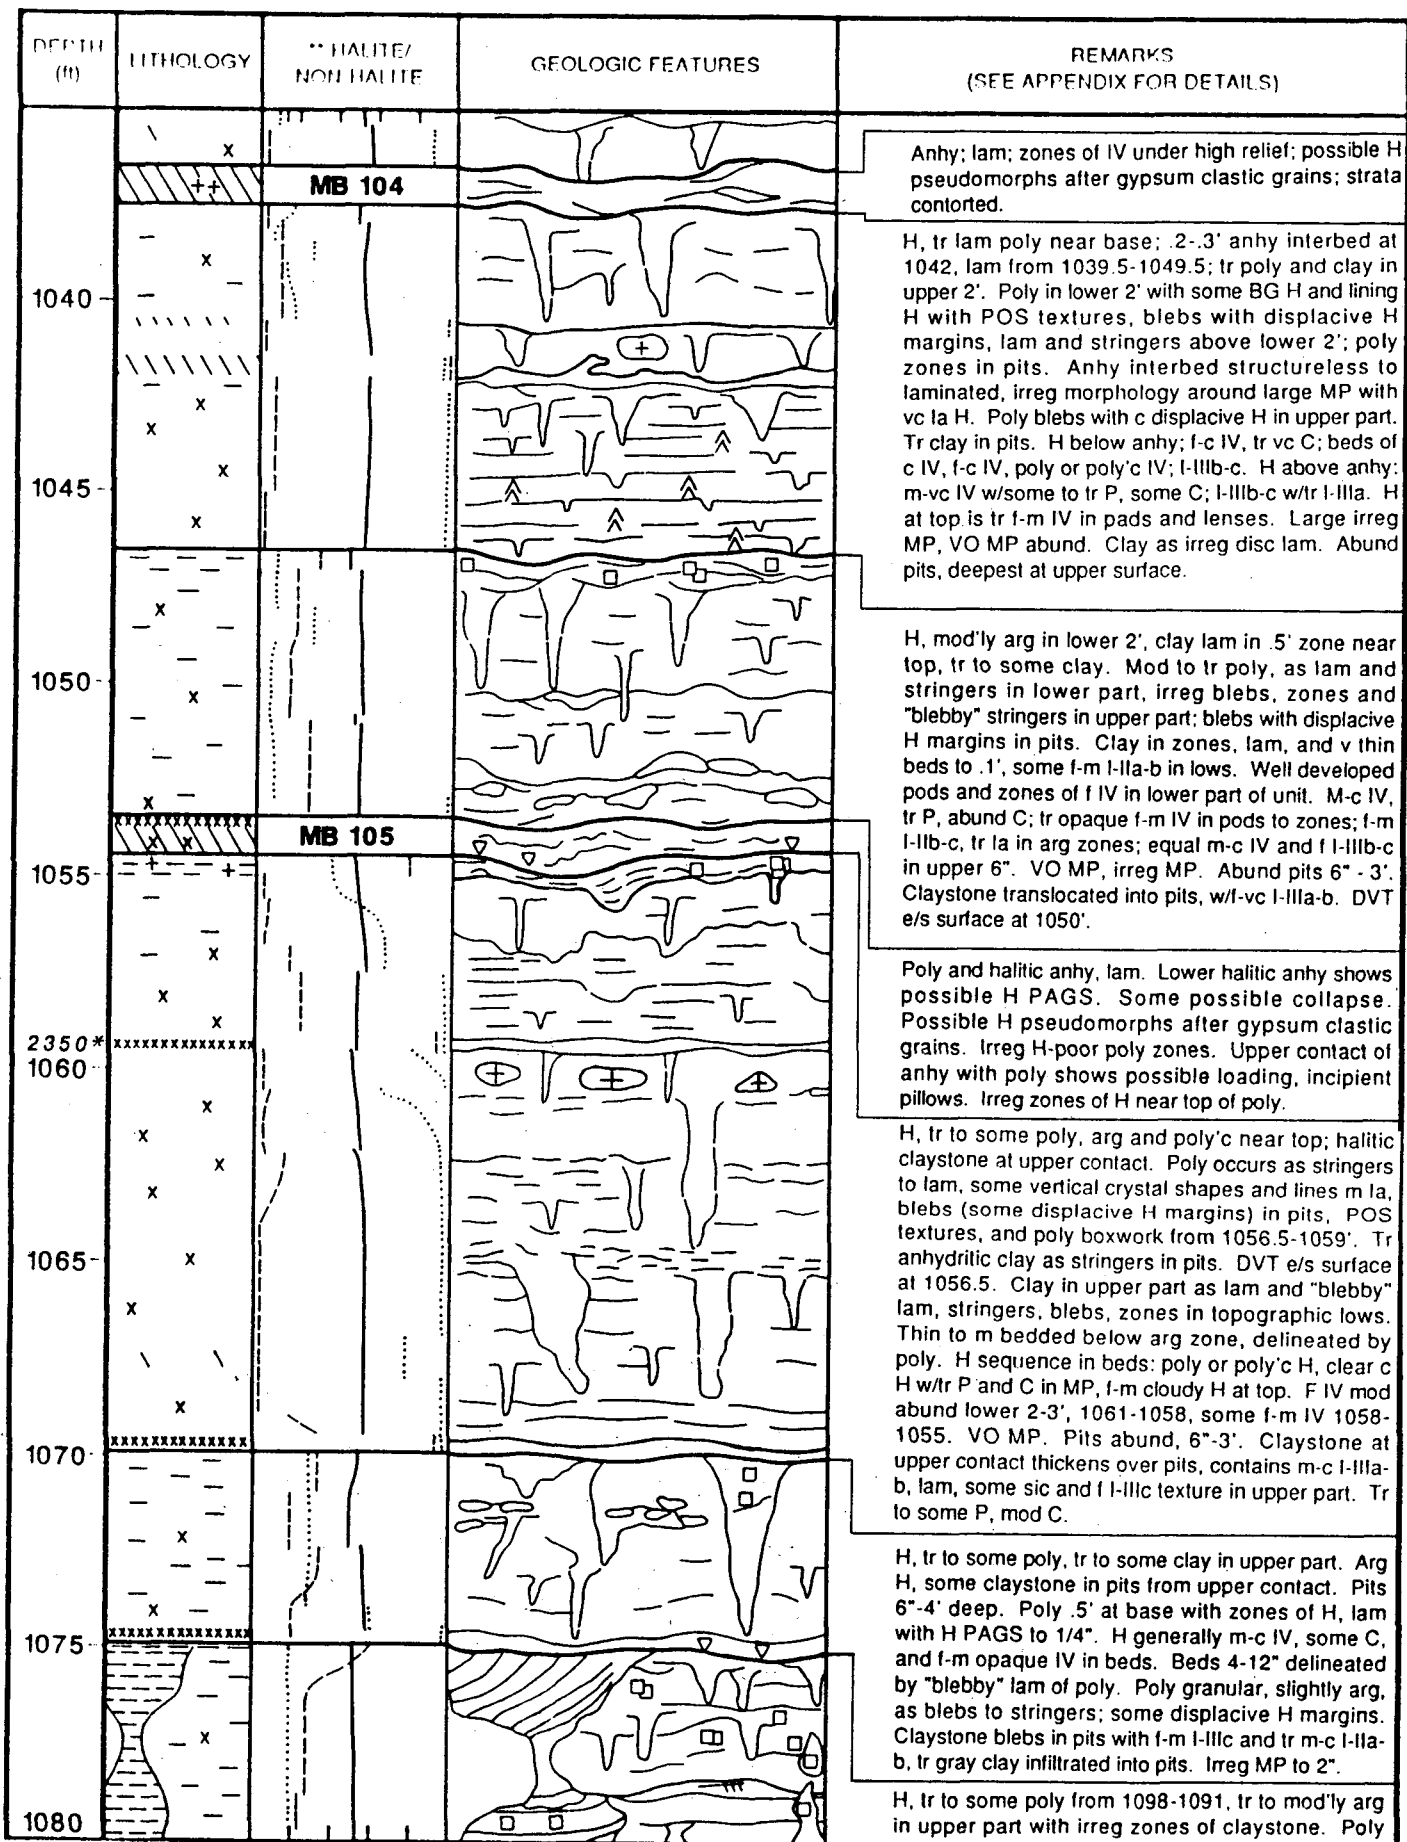 DEPTH
(ft)
LITHOLOGY
** HALITE/
NON HALITE
GEOLOGIC FEATURES
REMARKS
(SEE APPENDIX FOR DETAILS)
MB 104
1040
1045
1050
MB 105
1055
2350*
1060
1065
1070
1075
1080
Anhy; lam; zones of IV under high relief; possible H
pseudomorphs after gypsum clastic grains; strata
contorted.
H, tr lam poly near base; .2-.3' anhy interbed at
1042, lam from 1039.5-1049.5; tr poly and clay in
upper 2'. Poly in lower 2' with some BG H and lining
H with POS textures, blebs with displacive H
margins, lam and stringers above lower 2'; poly
zones in pits. Anhy interbed structureless to
laminated, irreg morphology around large MP with
vc Ia H. Poly blebs with c displacive H in upper part.
Tr clay in pits. H below anhy; f-c IV, tr vc C; beds of
c IV, f-c IV, poly or poly'c IV; I-IIIb-c. H above anhy:
m-vc IV w/some to tr P, some C; I-IIIb-c w/tr I-IIIa. H
at top is tr f-m IV in pads and lenses. Large irreg
MP, VO MP abund. Clay as irreg disc lam. Abund
pits, deepest at upper surface.
H, mod'ly arg in lower 2', clay lam in .5' zone near
top, tr to some clay. Mod to tr poly, as lam and
stringers in lower part, irreg blebs, zones and
"blebby" stringers in upper part; blebs with displacive
H margins in pits. Clay in zones, lam, and v thin
beds to .1', some f-m I-IIa-b in lows. Well developed
pods and zones of f IV in lower part of unit. M-c IV,
tr P, abund C; tr opaque f-m IV in pods to zones; f-m
I-IIb-c, tr Ia in arg zones; equal m-c IV and f I-IIIb-c
in upper 6". VO MP, irreg MP. Abund pits 6" - 3'.
Claystone translocated into pits, w/f-vc I-IIIa-b. DVT
e/s surface at 1050'.
Poly and halitic anhy, lam. Lower halitic anhy shows
possible H PAGS. Some possible collapse.
Possible H pseudomorphs after gypsum clastic
grains. Irreg H-poor poly zones. Upper contact of
anhy with poly shows possible loading, incipient
pillows. Irreg zones of H near top of poly.
H, tr to some poly, arg and poly'c near top; halitic
claystone at upper contact. Poly occurs as stringers
to lam, some vertical crystal shapes and lines m Ia,
blebs (some displacive H margins) in pits, POS
textures, and poly boxwork from 1056.5-1059'. Tr
anhydritic clay as stringers in pits. DVT e/s surface
at 1056.5. Clay in upper part as lam and "blebby"
lam, stringers, blebs, zones in topographic lows.
Thin to m bedded below arg zone, delineated by
poly. H sequence in beds: poly or poly'c H, clear c
H w/tr P and C in MP, f-m cloudy H at top. F IV mod
abund lower 2-3', 1061-1058, some f-m IV 1058-
1055. VO MP. Pits abund, 6"-3'. Claystone at
upper contact thickens over pits, contains m-c I-IIIa-
b, lam, some sic and f I-IIIc texture in upper part. Tr
to some P, mod C.
H, tr to some poly, tr to some clay in upper part. Arg
H, some claystone in pits from upper contact. Pits
6"-4' deep. Poly .5' at base with zones of H, lam
with H PAGS to 1/4". H generally m-c IV, some C,
and f-m opaque IV in beds. Beds 4-12" delineated
by "blebby" lam of poly. Poly granular, slightly arg,
as blebs to stringers; some displacive H margins.
Claystone blebs in pits with f-m I-IIIc and tr m-c I-IIa-
b, tr gray clay infiltrated into pits. Irreg MP to 2".
H, tr to some poly from 1098-1091, tr to mod'ly arg
in upper part with irreg zones of claystone. Poly